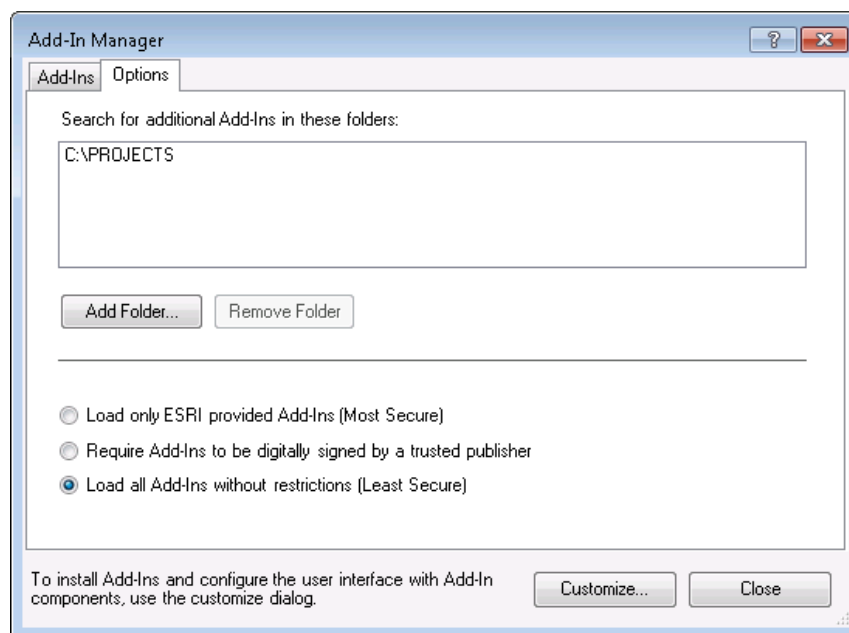 Add-In Manager
?
Add-Ins Options
Search for additional Add-Ins in these folders:
C:\PROJECTS
Add Folder... Remove Folder
Load only ESRI provided Add-Ins (Most Secure)
Require Add-Ins to be digitally signed by a trusted publisher
Load all Add-Ins without restrictions (Least Secure)
To install Add-Ins and configure the user interface with Add-In
components, use the customize dialog.
Customize... Close